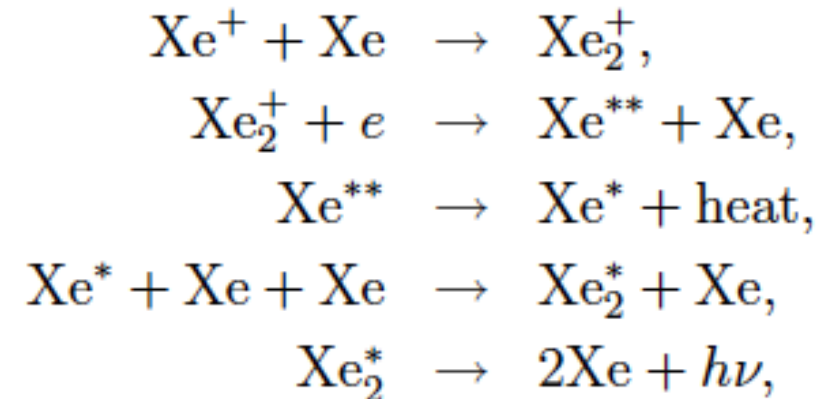 Xe⁺ + Xe → Xe₂⁺,
Xe₂⁺ + e → Xe** + Xe,
Xe** → Xe* + heat,
Xe* + Xe + Xe → Xe₂* + Xe,
Xe₂* → 2Xe + hν,